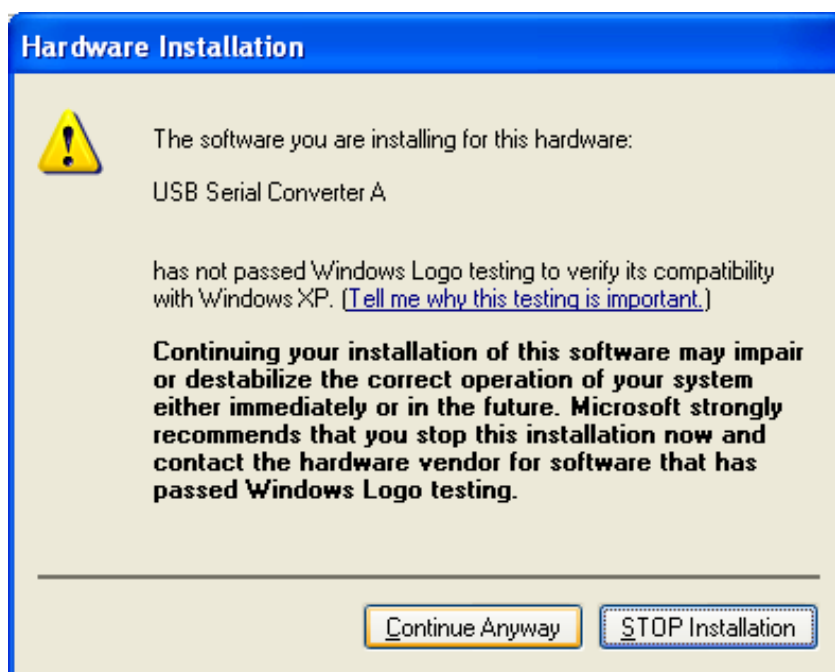 Hardware Installation
The software you are installing for this hardware:
USB Serial Converter A
has not passed Windows Logo testing to verify its compatibility
with Windows XP. (Tell me why this testing is important.)
Continuing your installation of this software may impair
or destabilize the correct operation of your system
either immediately or in the future. Microsoft strongly
recommends that you stop this installation now and
contact the hardware vendor for software that has
passed Windows Logo testing.
Continue Anyway
STOP Installation